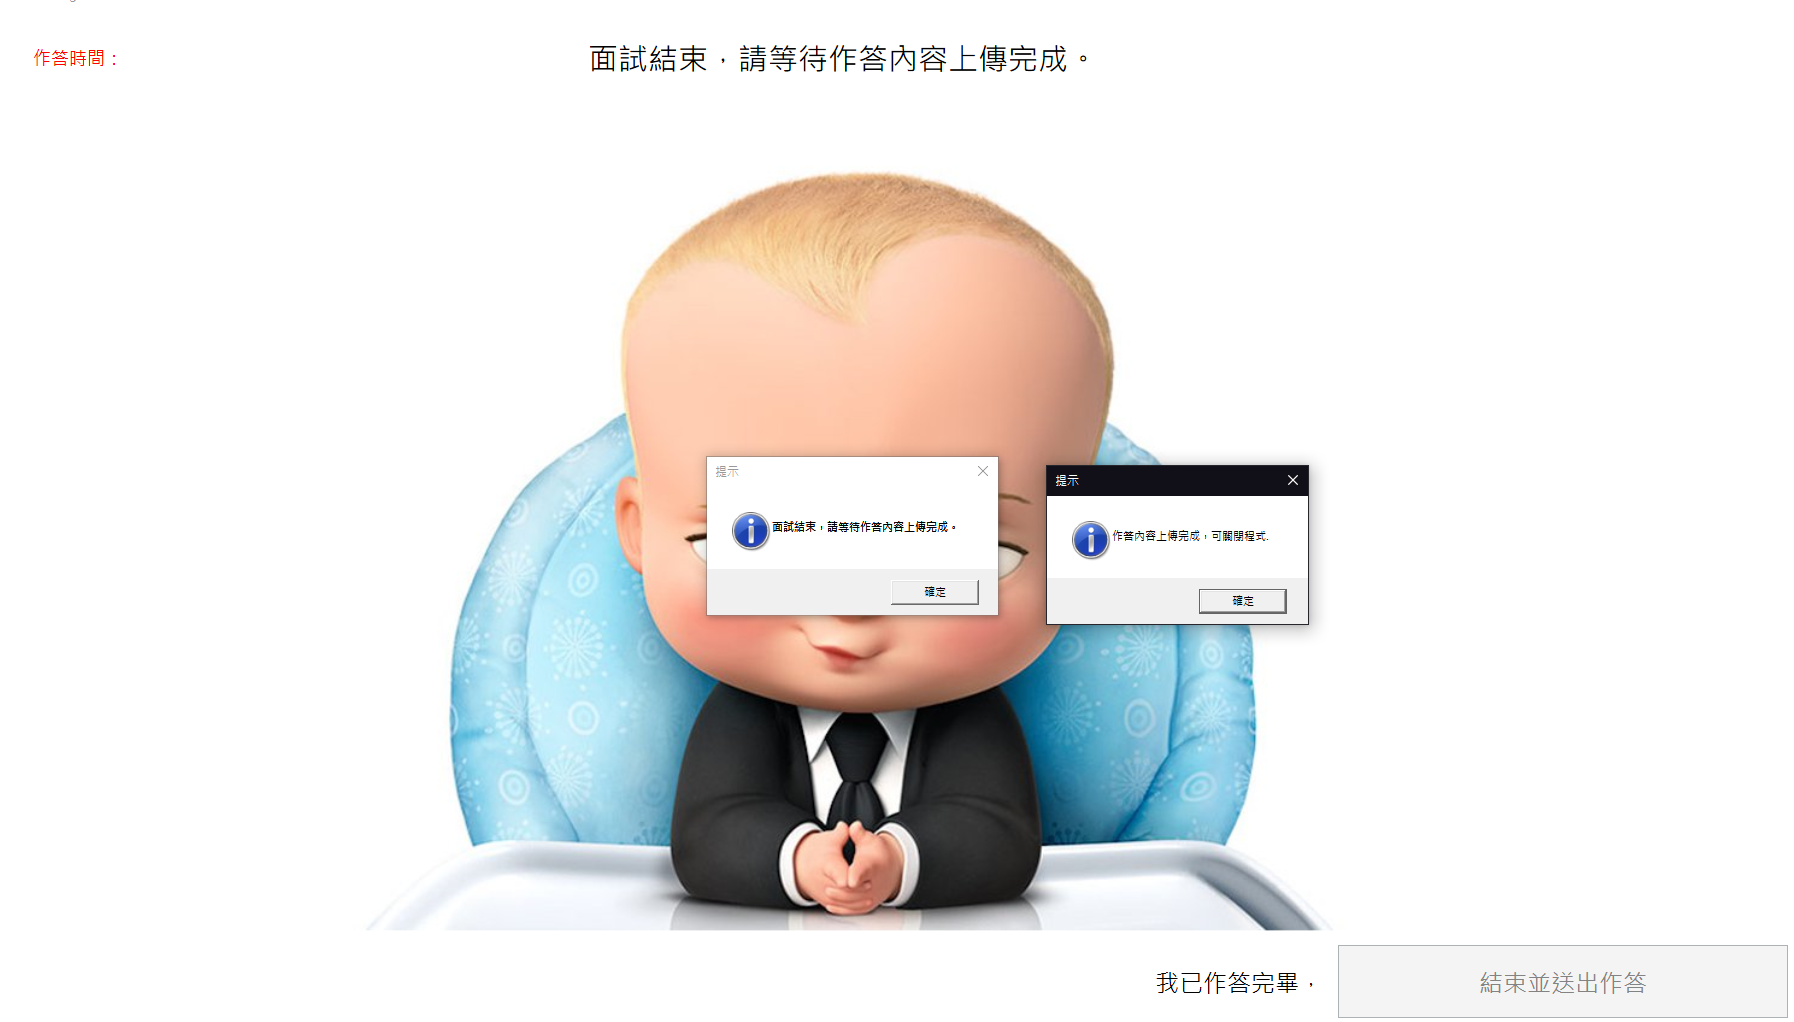 作答時間：
面試結束，請等待作答內容上傳完成。
提示
面試結束，請等待作答內容上傳完成。
確定
提示
作答內容上傳完成，可關閉程式.
確定
我已作答完畢，
結束並送出作答